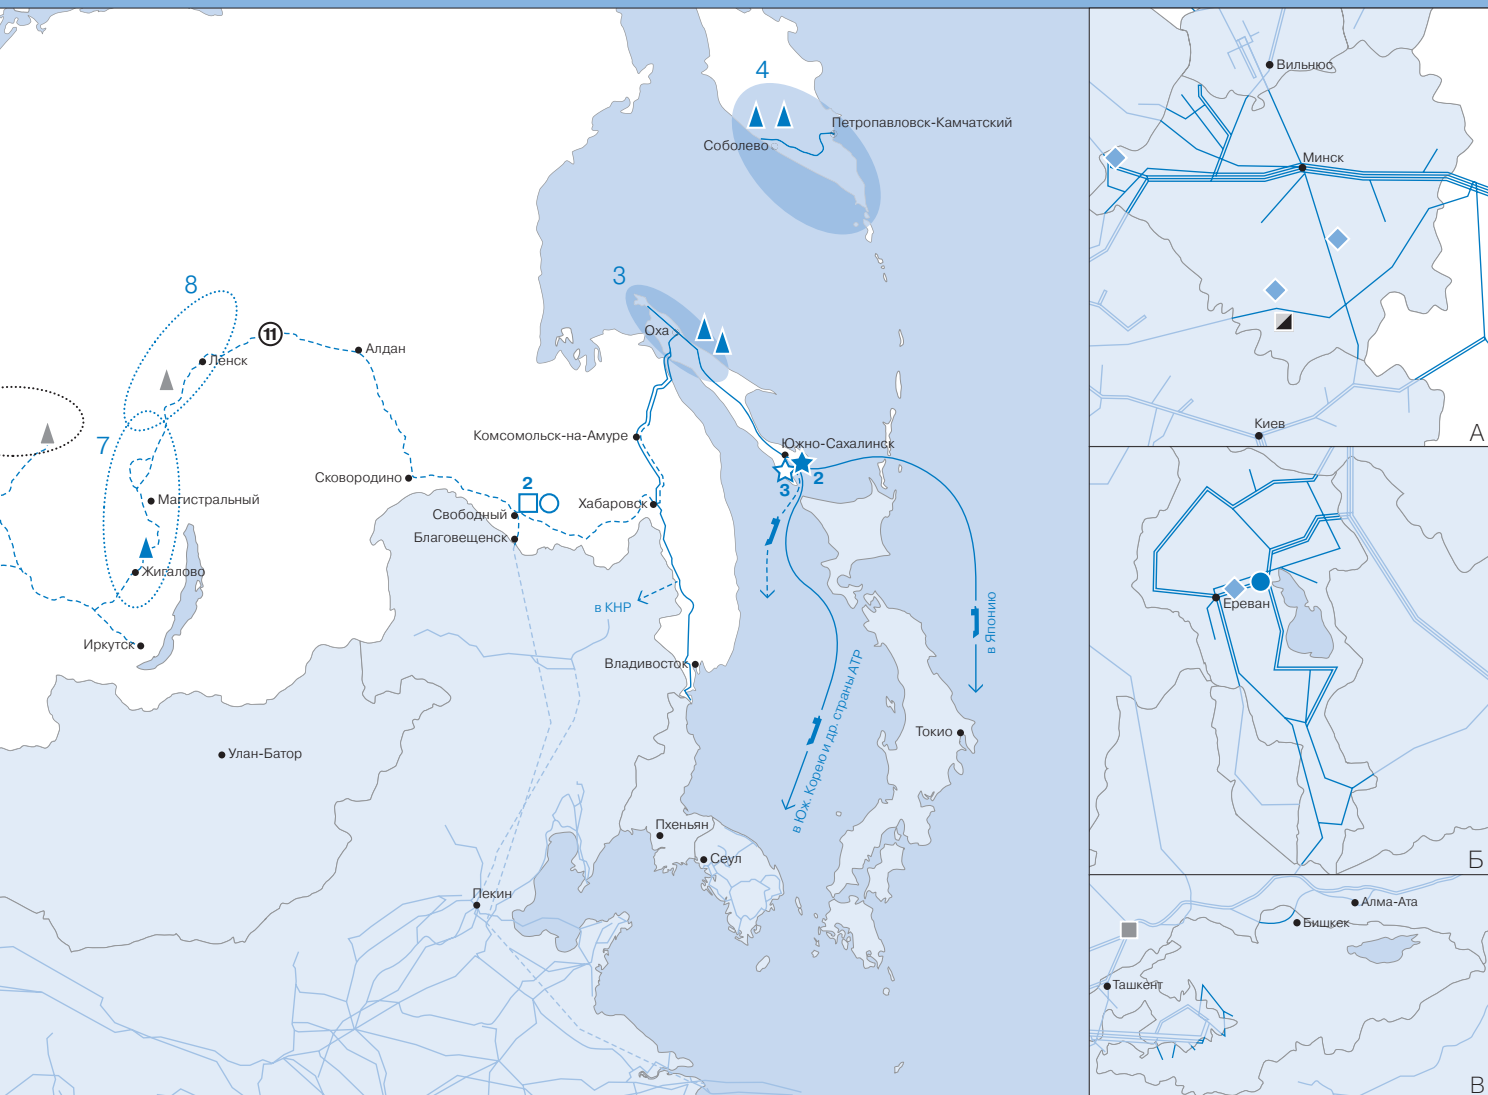 4
Петропавловск-Камчатский
Соболево
3
Оха
8
11
Алдан
Ленск
7
Комсомольск-на-Амуре
Южно-Сахалинск
2
3
Сковородино
2
Магистральный
Свободный
Хабаровск
Благовещенск
Жигалово
в КНР
в Японию
Иркутск
Владивосток
в Юж. Корею и др. страны АТР
Токио
Улан-Батор
Пхеньян
Сеул
Пекин
Вильнюс
Минск
Киев
А
Ереван
Б
Алма-Ата
Бишкек
Ташкент
В